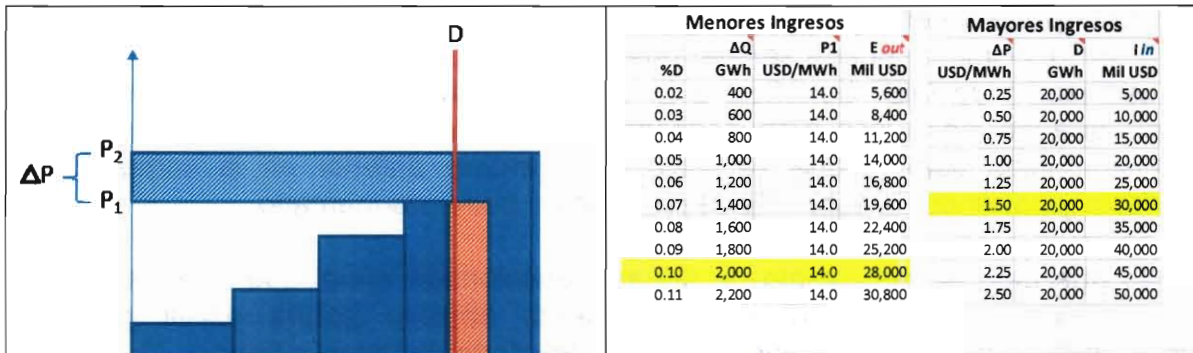 D
P2
ΔP
P1
Menores Ingresos
ΔQ P1 E out
%D GWh USD/MWh Mil USD
0.02 400 14.0 5,600
0.03 600 14.0 8,400
0.04 800 14.0 11,200
0.05 1,000 14.0 14,000
0.06 1,200 14.0 16,800
0.07 1,400 14.0 19,600
0.08 1,600 14.0 22,400
0.09 1,800 14.0 25,200
0.10 2,000 14.0 28,000
0.11 2,200 14.0 30,800
Mayores Ingresos
ΔP D I in
USD/MWh GWh Mil USD
0.25 20,000 5,000
0.50 20,000 10,000
0.75 20,000 15,000
1.00 20,000 20,000
1.25 20,000 25,000
1.50 20,000 30,000
1.75 20,000 35,000
2.00 20,000 40,000
2.25 20,000 45,000
2.50 20,000 50,000